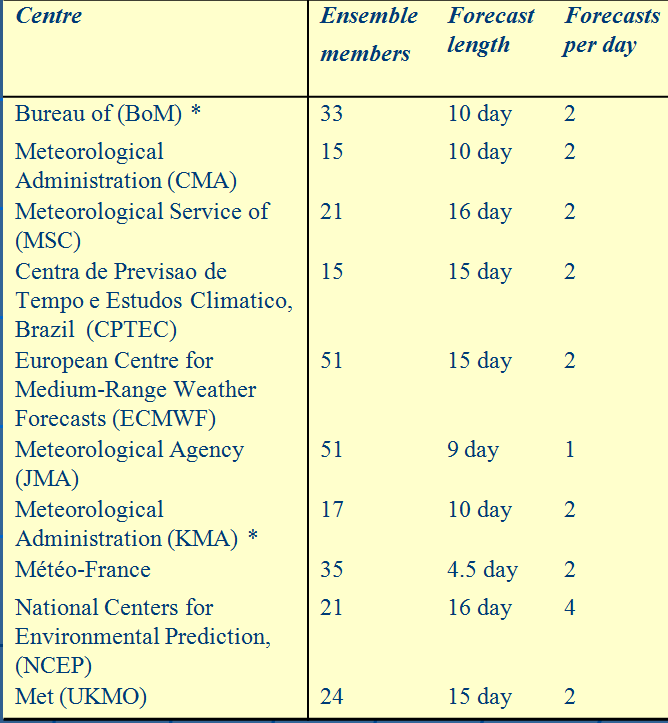 Centre Ensemble members Forecast length Forecasts per day
Bureau of (BoM) * 33 10 day 2
Meteorological 15 10 day 2
Administration (CMA)
Meteorological Service of 21 16 day 2
(MSC)
Centra de Previsao de 15 15 day 2
Tempo e Estudos Climatico,
Brazil (CPTEC)
European Centre for 51 15 day 2
Medium-Range Weather
Forecasts (ECMWF)
Meteorological Agency 51 9 day 1
(JMA)
Meteorological 17 10 day 2
Administration (KMA) *
Météo-France 35 4.5 day 2
National Centers for 21 16 day 4
Environmental Prediction,
(NCEP)
Met (UKMO) 24 15 day 2